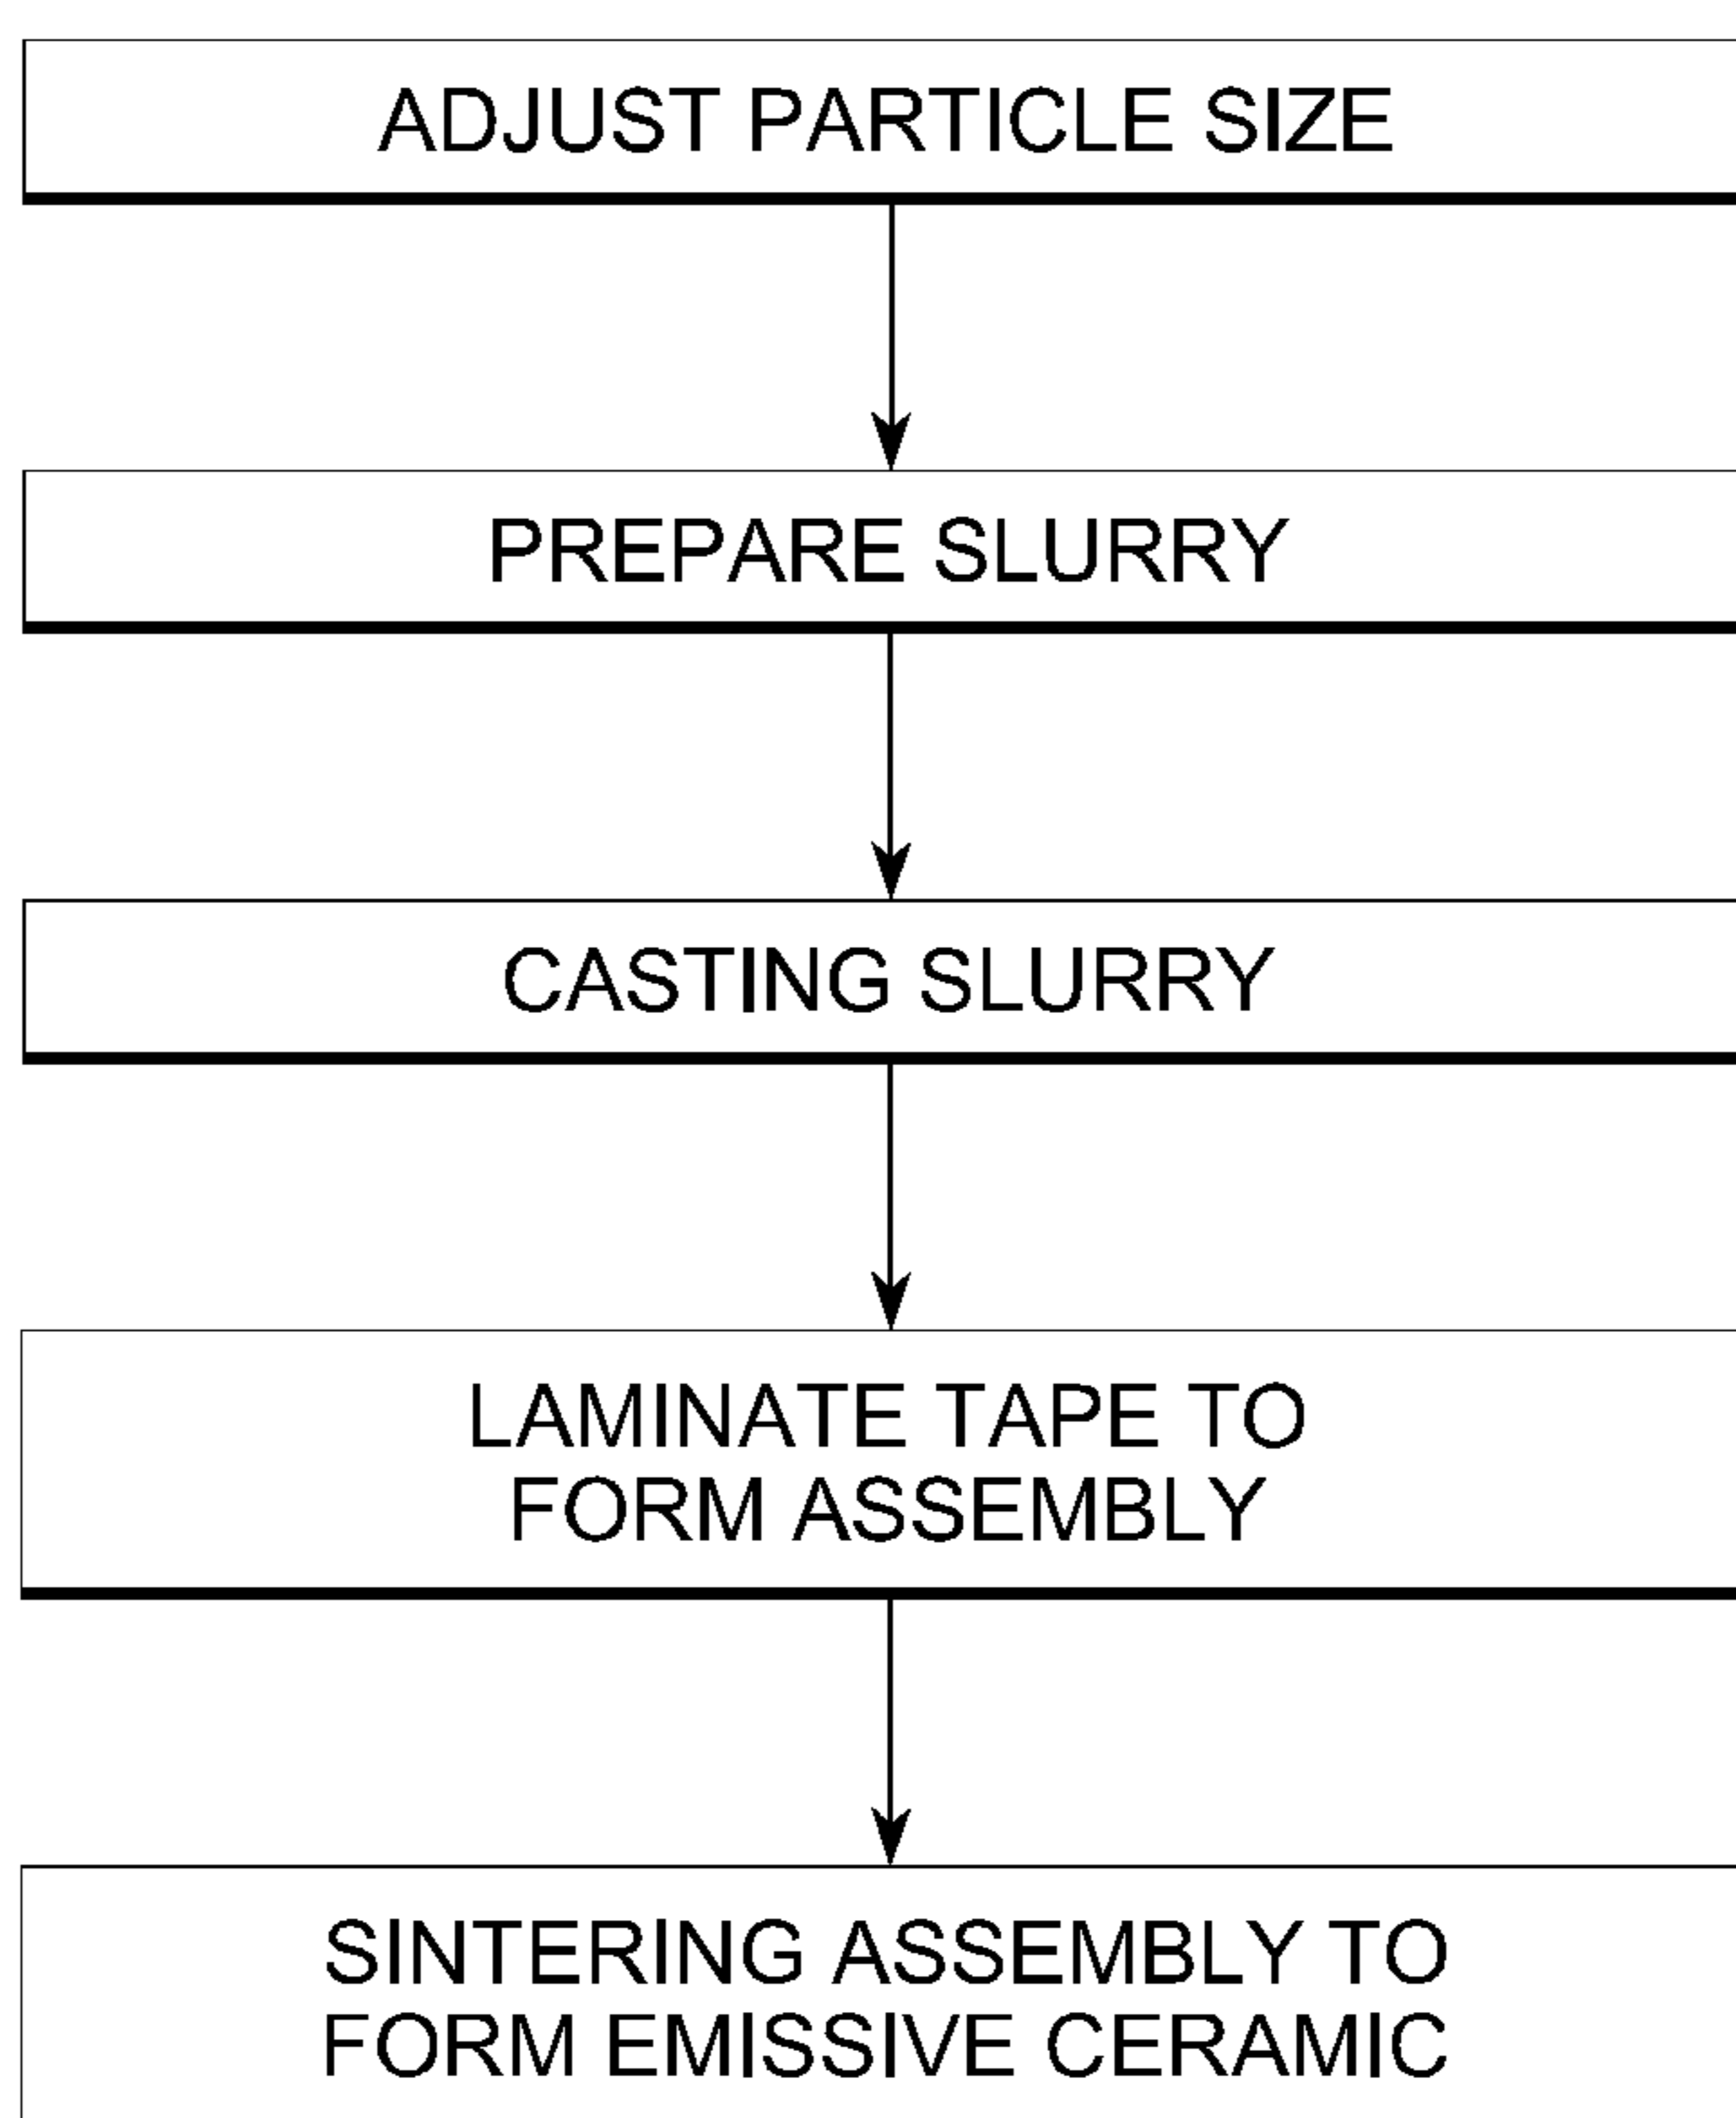 ADJUST PARTICLE SIZE
PREPARE SLURRY
CASTING SLURRY
LAMINATE TAPE TO
FORM ASSEMBLY
SINTERING ASSEMBLY TO
FORM EMISSIVE CERAMIC